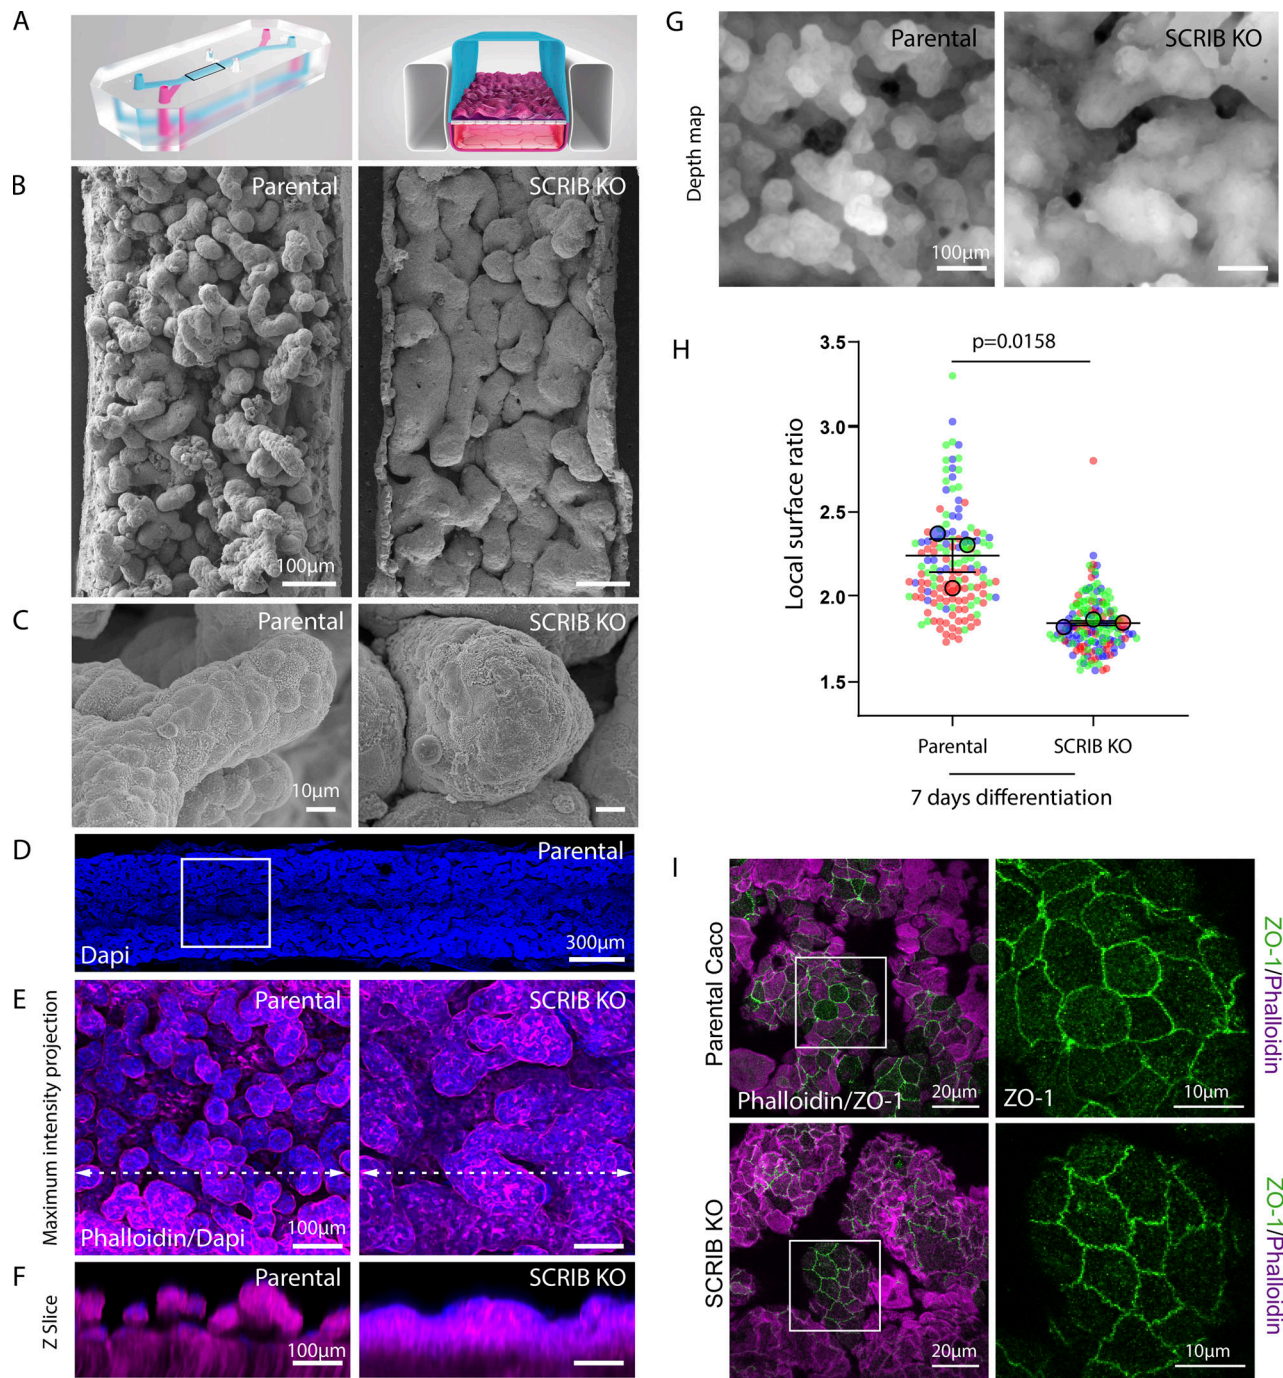 A
B
Parental
SCRIB KO
100µm
C
Parental
SCRIB KO
10µm
D
Parental
Dapi
300µm
E
Maximum intensity projection
Parental
SCRIB KO
Phalloidin/Dapi
100µm
F
Z Slice
Parental
SCRIB KO
100µm
G
Depth map
Parental
SCRIB KO
100µm
H
p=0.0158
Local surface ratio
3.5
3.0
2.5
2.0
1.5
Parental
SCRIB KO
7 days differentiation
I
Parental Caco
Phalloidin/ZO-1
20µm
ZO-1
10µm
ZO-1/Phalloidin
SCRIB KO
20µm
10µm
ZO-1/Phalloidin